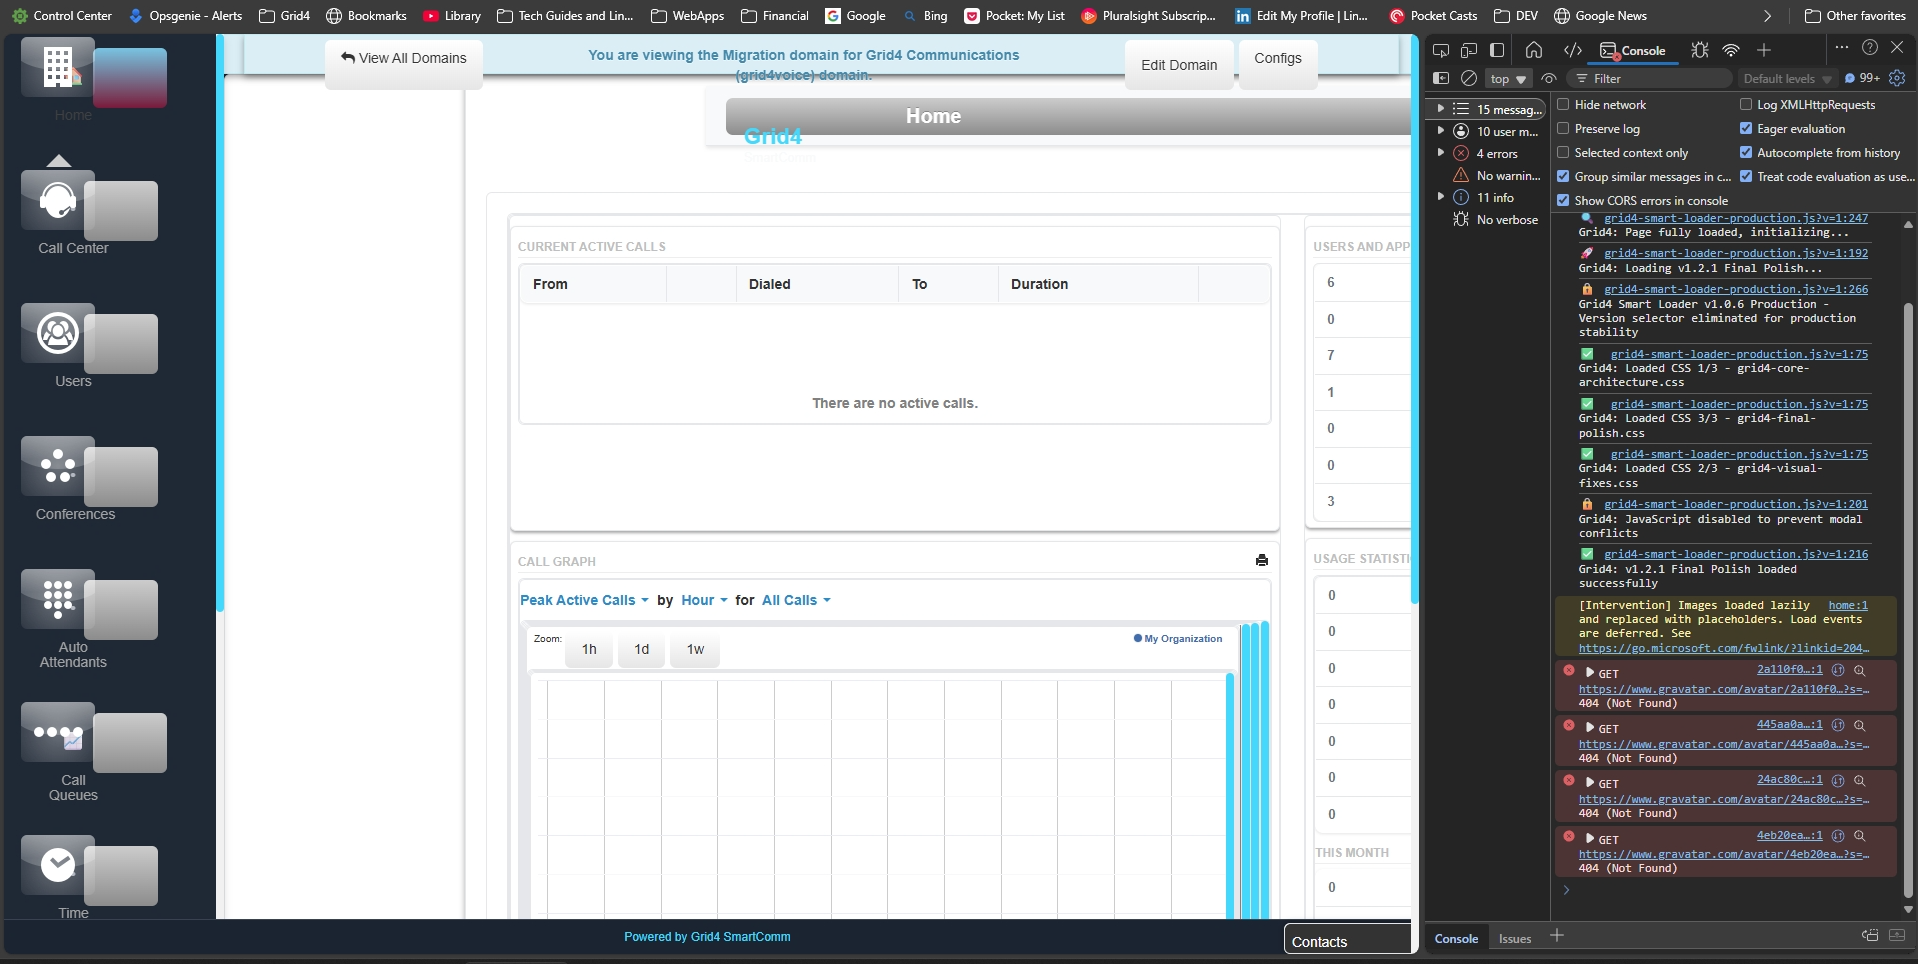 Control Center
Opsgenie - Alerts
Grid4
Bookmarks
Library
Tech Guides and Lin...
WebApps
Financial
Google
Bing
Pocket: My List
Pluralsight Subscrip...
Edit My Profile | Lin...
Pocket Casts
DEV
Google News
Other favorites
View All Domains
You are viewing the Migration domain for Grid4 Communications
(grid4voice) domain.
Edit Domain
Configs
Home
Grid4
Home
Call Center
Users
Conferences
Auto
Attendants
Call
Queues
Time
CURRENT ACTIVE CALLS
From
Dialed
To
Duration
There are no active calls.
USERS AND APP
6
0
7
1
0
0
3
CALL GRAPH
Peak Active Calls by Hour for All Calls
Zoom:
1h
1d
1w
My Organization
USAGE STATISTI
0
0
0
0
0
0
0
THIS MONTH
0
Powered by Grid4 SmartComm
Contacts
Console
top
Filter
Default levels
99+
15 messag...
10 user m...
4 errors
No warnin...
11 info
No verbose
Hide network
Log XMLHttpRequests
Preserve log
Eager evaluation
Selected context only
Autocomplete from history
Group similar messages in c...
Treat code evaluation as use...
Show CORS errors in console
grid4-smart-loader-production.js?v=1:247
Grid4: Page fully loaded, initializing...
grid4-smart-loader-production.js?v=1:192
Grid4: Loading v1.2.1 Final Polish...
grid4-smart-loader-production.js?v=1:266
Grid4 Smart Loader v1.0.6 Production -
Version selector eliminated for production
stability
grid4-smart-loader-production.js?v=1:75
Grid4: Loaded CSS 1/3 - grid4-core-
architecture.css
grid4-smart-loader-production.js?v=1:75
Grid4: Loaded CSS 3/3 - grid4-final-
polish.css
grid4-smart-loader-production.js?v=1:75
Grid4: Loaded CSS 2/3 - grid4-visual-
fixes.css
grid4-smart-loader-production.js?v=1:201
Grid4: JavaScript disabled to prevent modal
conflicts
grid4-smart-loader-production.js?v=1:216
Grid4: v1.2.1 Final Polish loaded
successfully
[Intervention] Images loaded lazily home:1
and replaced with placeholders. Load events
are deferred. See
https://go.microsoft.com/fwlink/?linkid=204…
GET 2a110f0…:1
https://www.gravatar.com/avatar/2a110f0…?s=…
404 (Not Found)
GET 445aa0a…:1
https://www.gravatar.com/avatar/445aa0a…?s=…
404 (Not Found)
GET 24ac80c…:1
https://www.gravatar.com/avatar/24ac80c…?s=…
404 (Not Found)
GET 4eb20ea…:1
https://www.gravatar.com/avatar/4eb20ea…?s=…
404 (Not Found)
Console
Issues